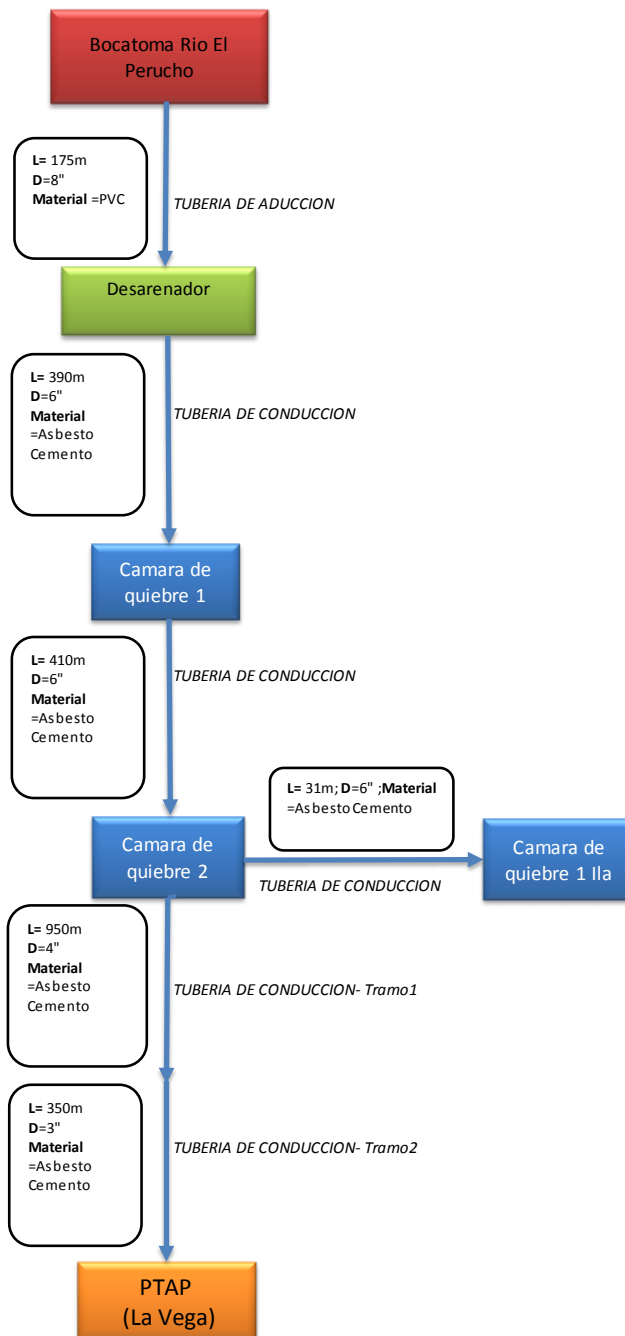 Bocatoma Rio El
Perucho
L= 175m
D=8"
Material =PVC
TUBERIA DE ADUCCION
Desarenador
L= 390m
D=6"
Material
=Asbesto
Cemento
TUBERIA DE CONDUCCION
Camara de
quiebre 1
L= 410m
D=6"
Material
=Asbesto
Cemento
TUBERIA DE CONDUCCION
L= 31m; D=6" ;Material
=Asbesto Cemento
Camara de
quiebre 2
TUBERIA DE CONDUCCION
Camara de
quiebre 1 Ila
L= 950m
D=4"
Material
=Asbesto
Cemento
TUBERIA DE CONDUCCION- Tramo1
L= 350m
D=3"
Material
=Asbesto
Cemento
TUBERIA DE CONDUCCION- Tramo2
PTAP
(La Vega)